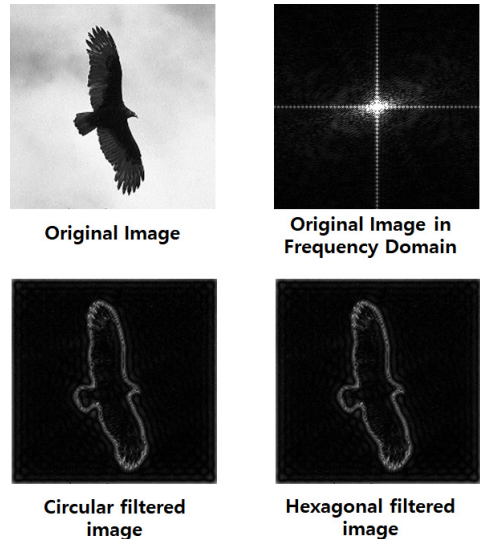 Original Image
Original Image in
Frequency Domain
Circular filtered
image
Hexagonal filtered
image